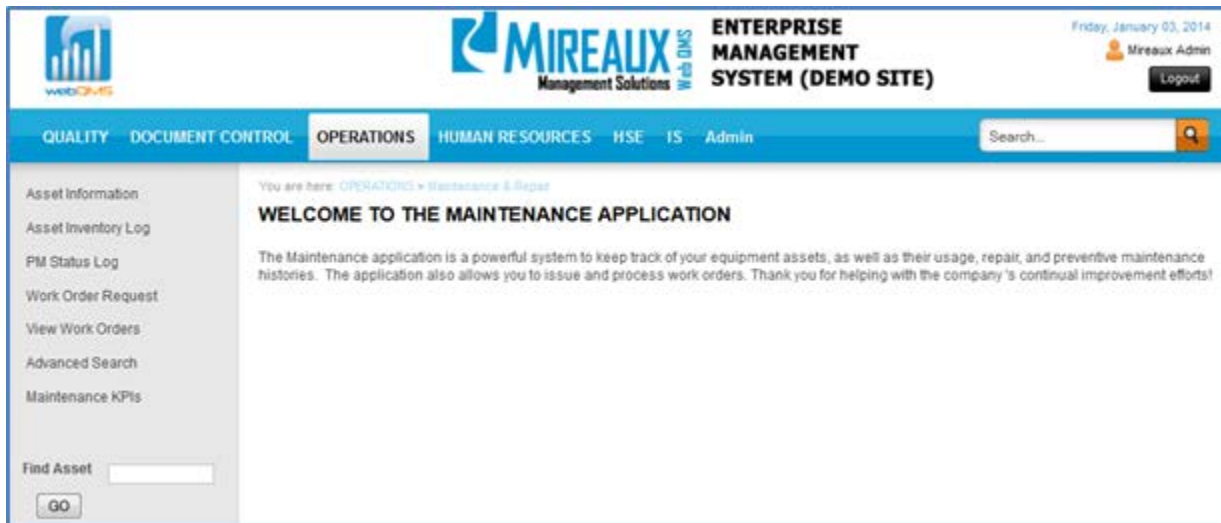 webQMS
MIREAUX
Management Solutions
Web QMS
ENTERPRISE
MANAGEMENT
SYSTEM (DEMO SITE)
Friday, January 03, 2014
Mireaux Admin
Logout
QUALITY DOCUMENT CONTROL OPERATIONS HUMAN RESOURCES HSE IS Admin
Search...
Asset Information
Asset Inventory Log
PM Status Log
Work Order Request
View Work Orders
Advanced Search
Maintenance KPIs
Find Asset
GO
You are here: OPERATIONS » Maintenance & Repair
WELCOME TO THE MAINTENANCE APPLICATION
The Maintenance application is a powerful system to keep track of your equipment assets, as well as their usage, repair, and preventive maintenance
histories. The application also allows you to issue and process work orders. Thank you for helping with the company 's continual improvement efforts!